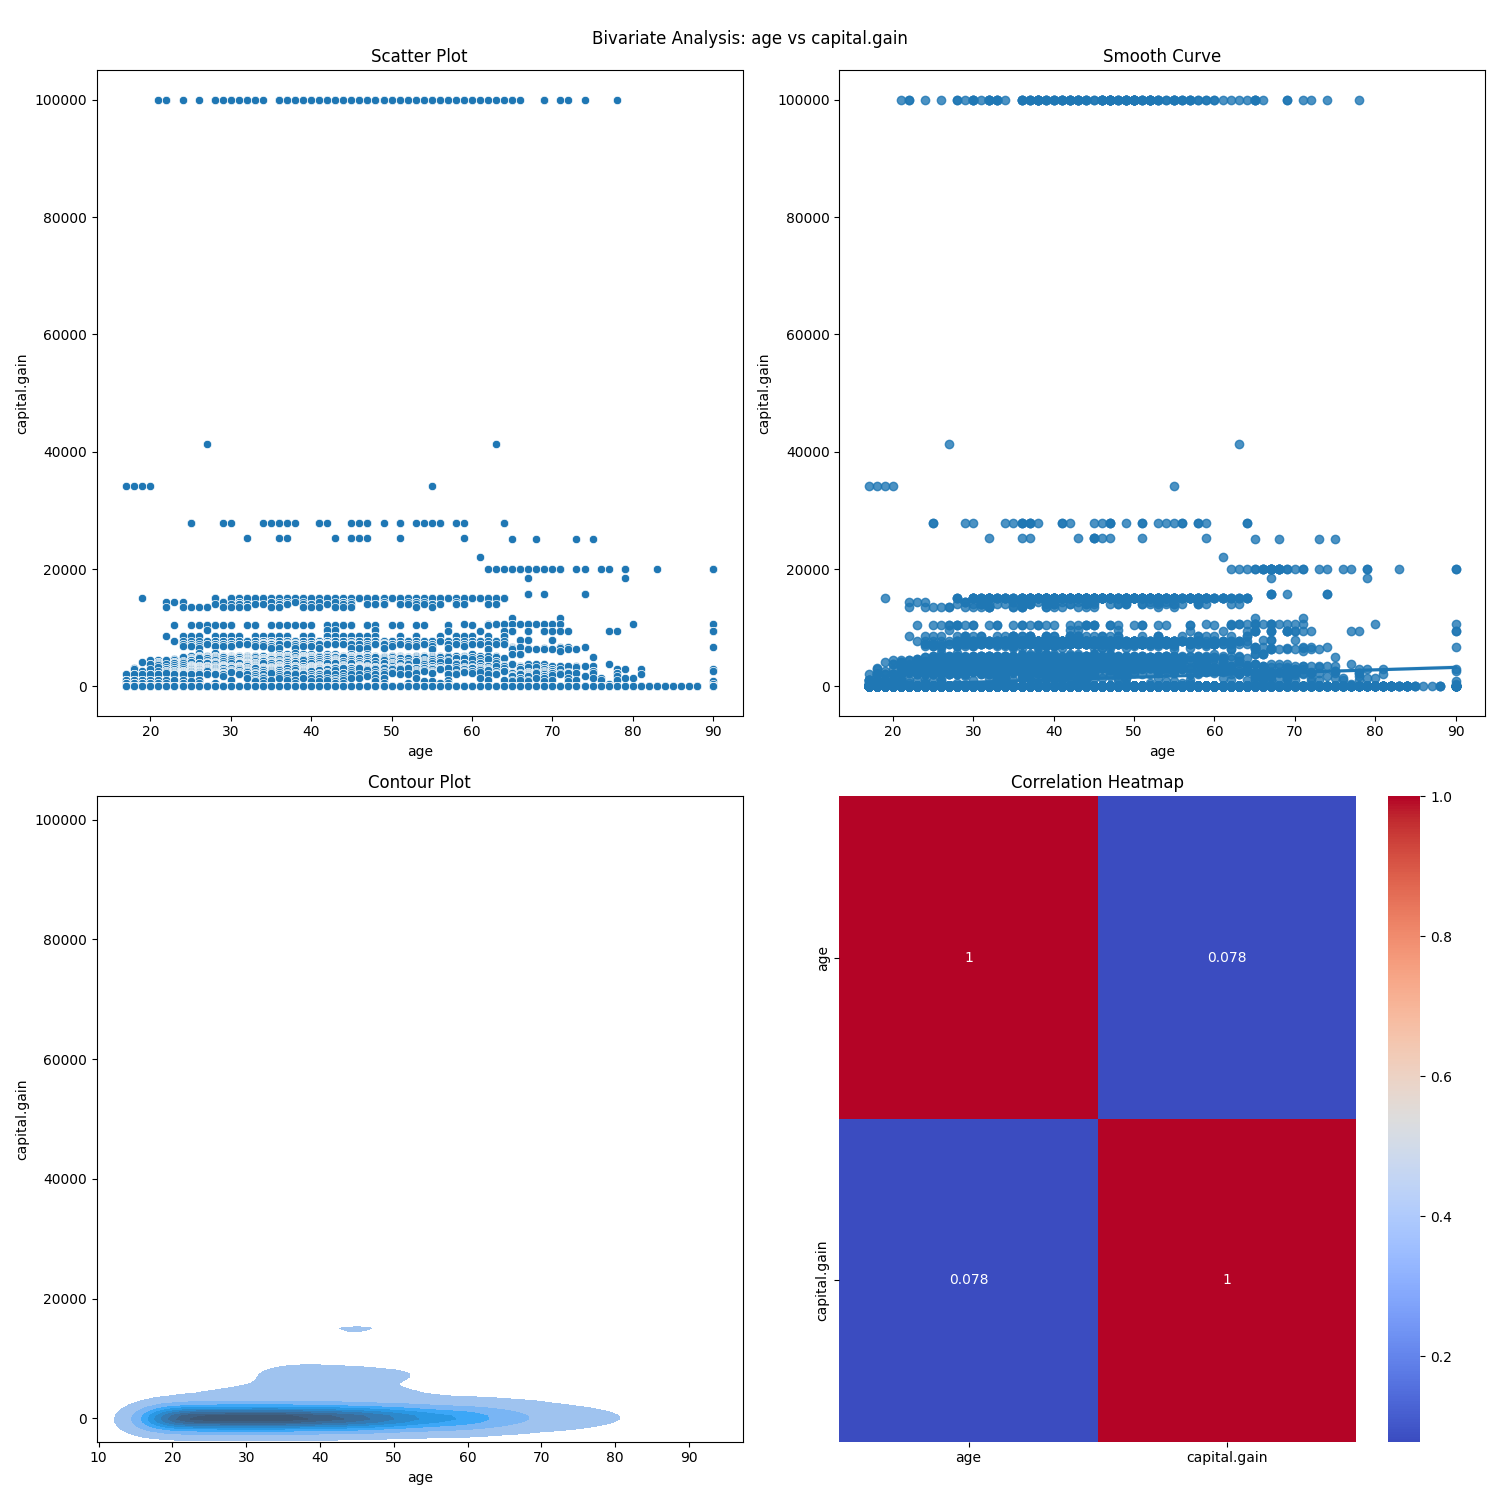 Bivariate Analysis: age vs capital.gain
Scatter Plot
100000
80000
60000
40000
20000
0
capital.gain
20 30 40 50 60 70 80 90
age
Smooth Curve
100000
80000
60000
40000
20000
0
capital.gain
20 30 40 50 60 70 80 90
age
Contour Plot
100000
80000
60000
40000
20000
0
capital.gain
10 20 30 40 50 60 70 80 90
age
Correlation Heatmap
age
1 0.078
capital.gain
0.078 1
age capital.gain
1.0
0.8
0.6
0.4
0.2